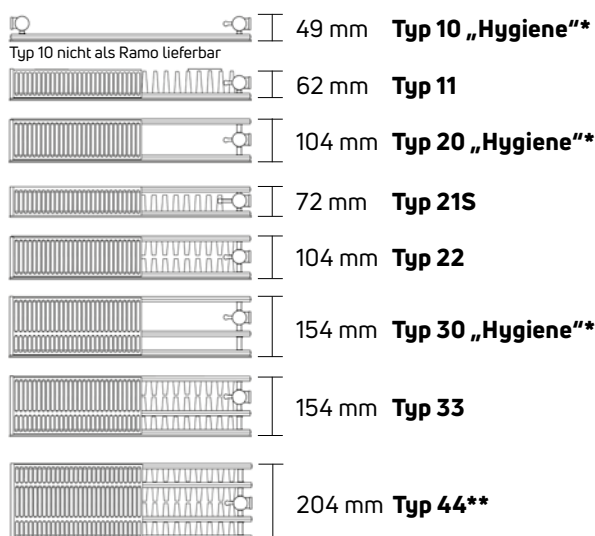 49 mm Typ 10 „Hygiene“*
Typ 10 nicht als Ramo lieferbar
62 mm Typ 11
104 mm Typ 20 „Hygiene“*
72 mm Typ 21S
104 mm Typ 22
154 mm Typ 30 „Hygiene“*
154 mm Typ 33
204 mm Typ 44**